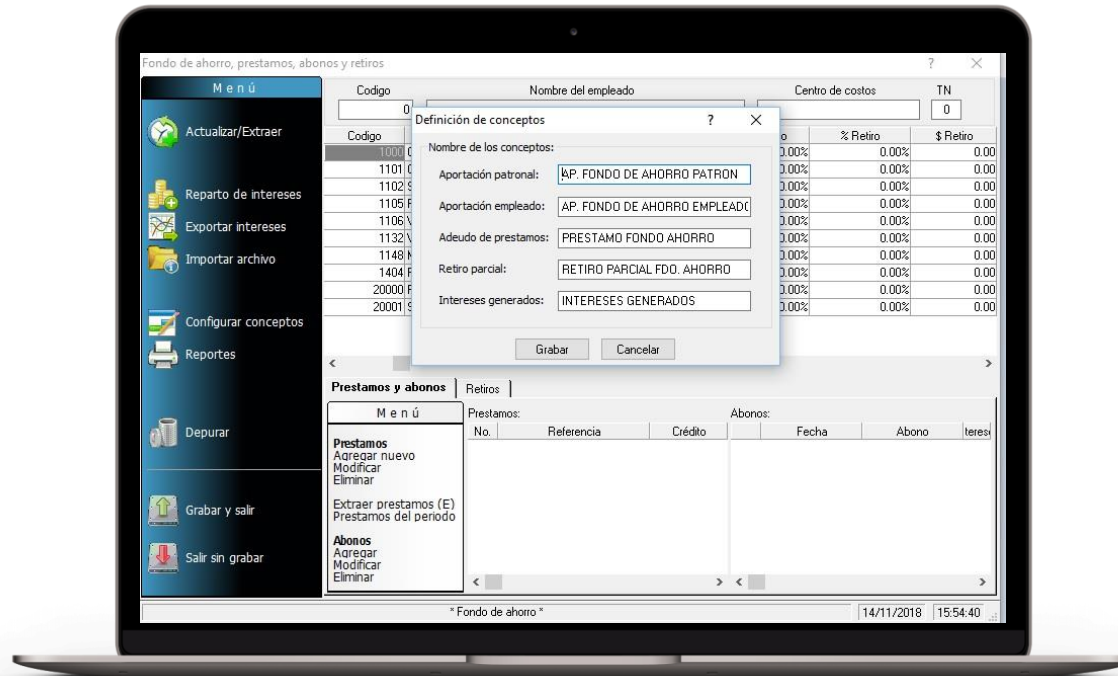 Fondo de ahorro, prestamos, abonos y retiros
? ×
Menú
Actualizar/Extraer
Reparto de intereses
Exportar intereses
Importar archivo
Configurar conceptos
Reportes
Depurar
Grabar y salir
Salir sin grabar
Codigo Nombre del empleado Centro de costos TN
0 0
Codigo % Retiro $ Retiro
1000 0.00% 0.00% 0.00
1101 0.00% 0.00% 0.00
1102 0.00% 0.00% 0.00
1105 0.00% 0.00% 0.00
1106 0.00% 0.00% 0.00
1132 0.00% 0.00% 0.00
1148 0.00% 0.00% 0.00
1404 0.00% 0.00% 0.00
20000 0.00% 0.00% 0.00
20001 0.00% 0.00% 0.00
Definición de conceptos ? ×
Nombre de los conceptos:
Aportación patronal: AP. FONDO DE AHORRO PATRON
Aportación empleado: AP. FONDO DE AHORRO EMPLEADO
Adeudo de prestamos: PRESTAMO FONDO AHORRO
Retiro parcial: RETIRO PARCIAL FDO. AHORRO
Intereses generados: INTERESES GENERADOS
Grabar Cancelar
Prestamos y abonos Retiros
Menú
Prestamos
Agregar nuevo
Modificar
Eliminar
Extraer prestamos (E)
Prestamos del periodo
Abonos
Agregar
Modificar
Eliminar
Prestamos:
No. Referencia Crédito
Abonos:
Fecha Abono
* Fondo de ahorro * 14/11/2018 15:54:40